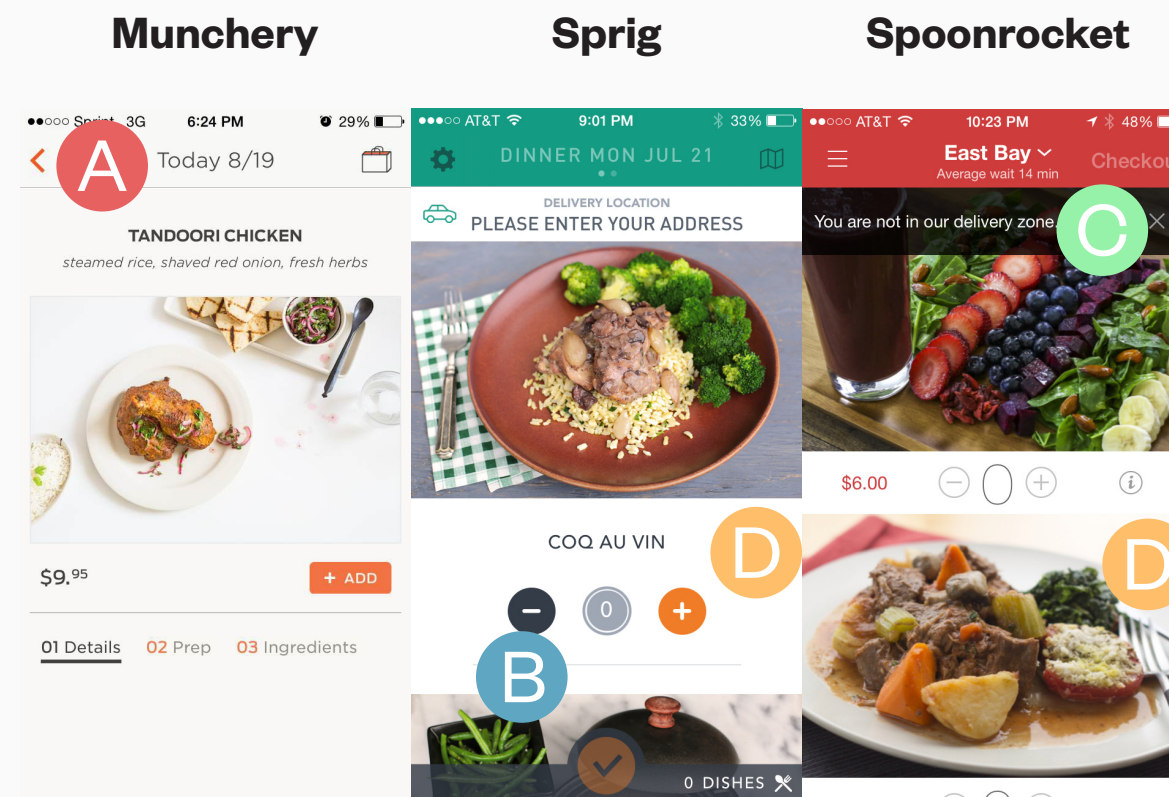 Munchery
Sprig
Spoonrocket
3G 6:24 PM 29%
A
Today 8/19
TANDOORI CHICKEN
steamed rice, shaved red onion, fresh herbs
$9.95
+ ADD
01 Details 02 Prep 03 Ingredients
AT&T 9:01 PM 33%
DINNER MON JUL 21
DELIVERY LOCATION
PLEASE ENTER YOUR ADDRESS
COQ AU VIN
D
− 0 +
B
0 DISHES
AT&T 10:23 PM 48%
East Bay
Average wait 14 min
You are not in our delivery zone.
C
$6.00
0
i
D